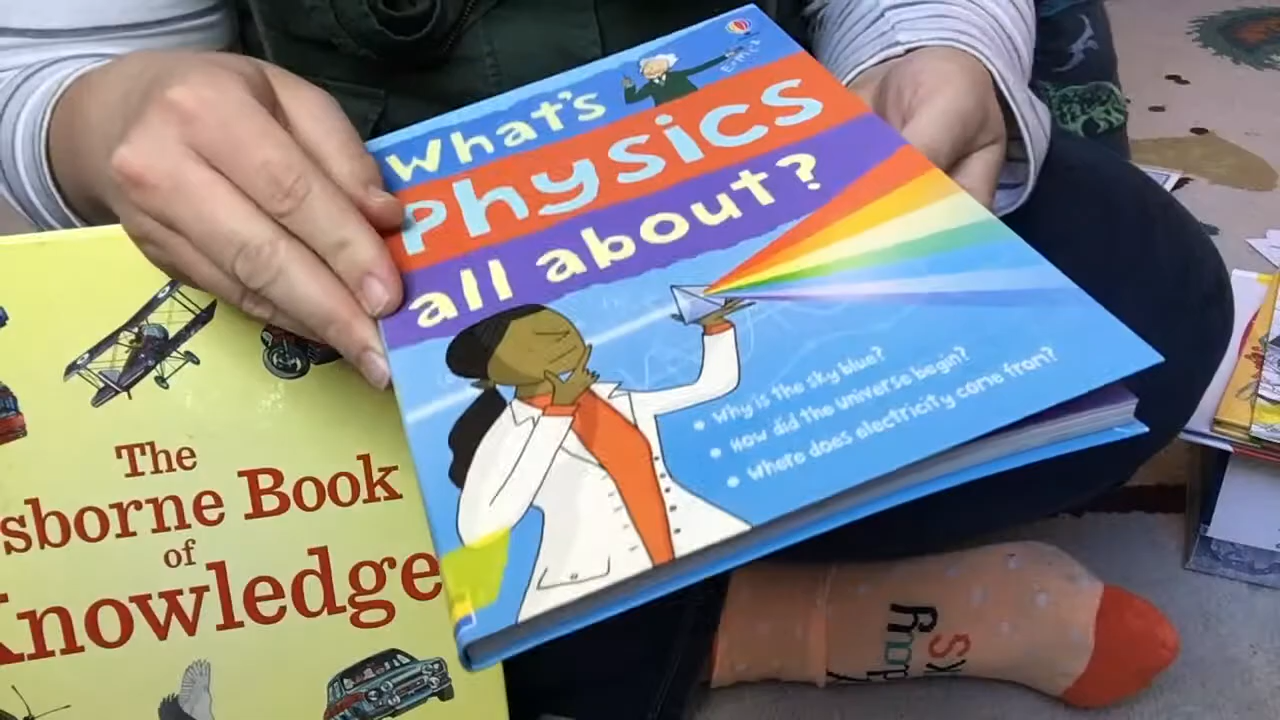 What's
Physics
all about?
E=mc2
• Why is the sky blue?
• How did the universe begin?
• Where does electricity come from?
The
sborne Book
of
Knowledge